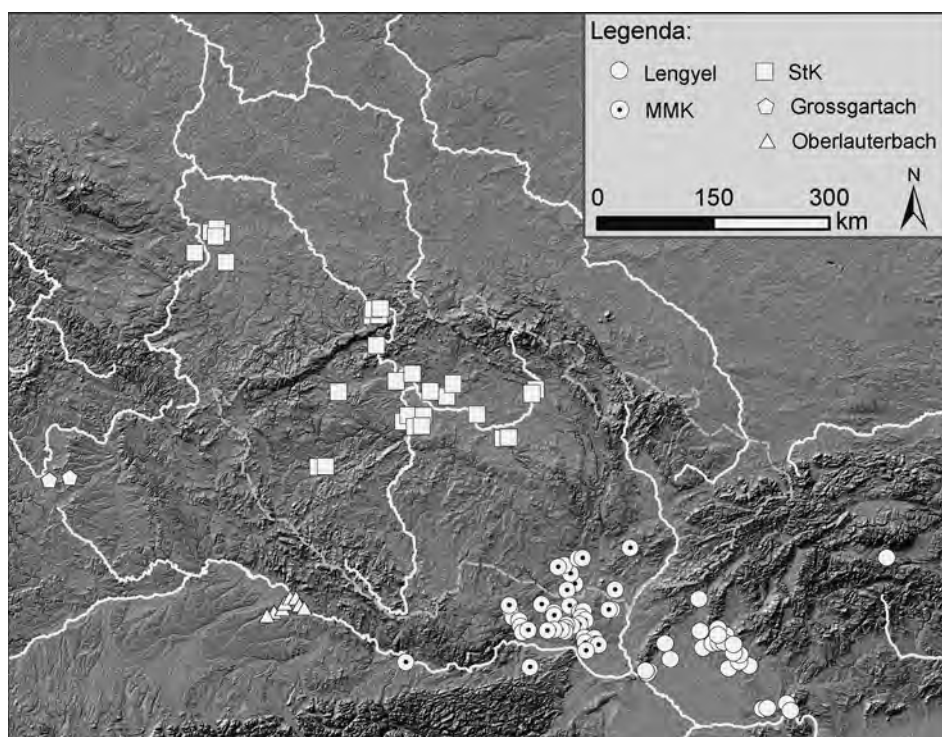 Legenda:
Lengyel StK
MMK Grossgartach
Oberlauterbach
N
0 150 300
km